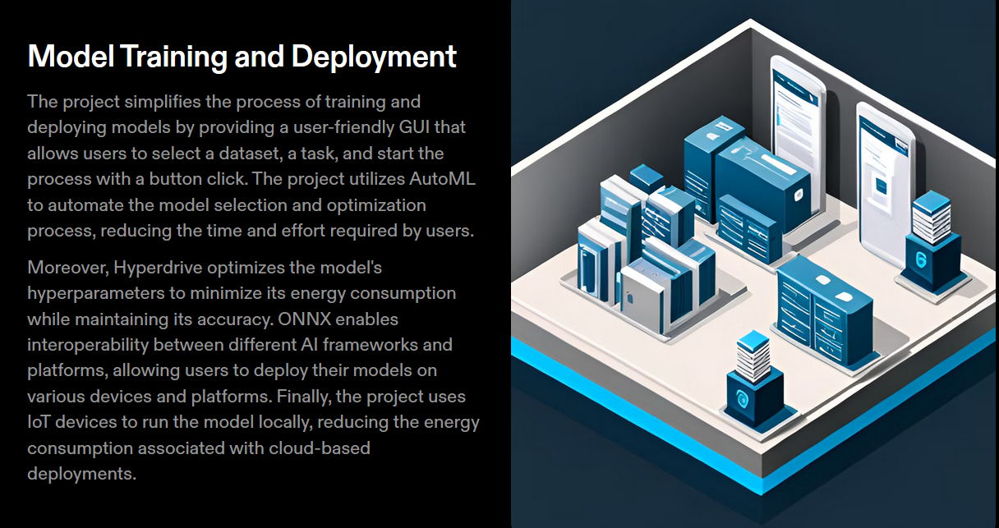 Model Training and Deployment
The project simplifies the process of training and
deploying models by providing a user-friendly GUI that
allows users to select a dataset, a task, and start the
process with a button click. The project utilizes AutoML
to automate the model selection and optimization
process, reducing the time and effort required by users.
Moreover, Hyperdrive optimizes the model's
hyperparameters to minimize its energy consumption
while maintaining its accuracy. ONNX enables
interoperability between different AI frameworks and
platforms, allowing users to deploy their models on
various devices and platforms. Finally, the project uses
IoT devices to run the model locally, reducing the energy
consumption associated with cloud-based
deployments.